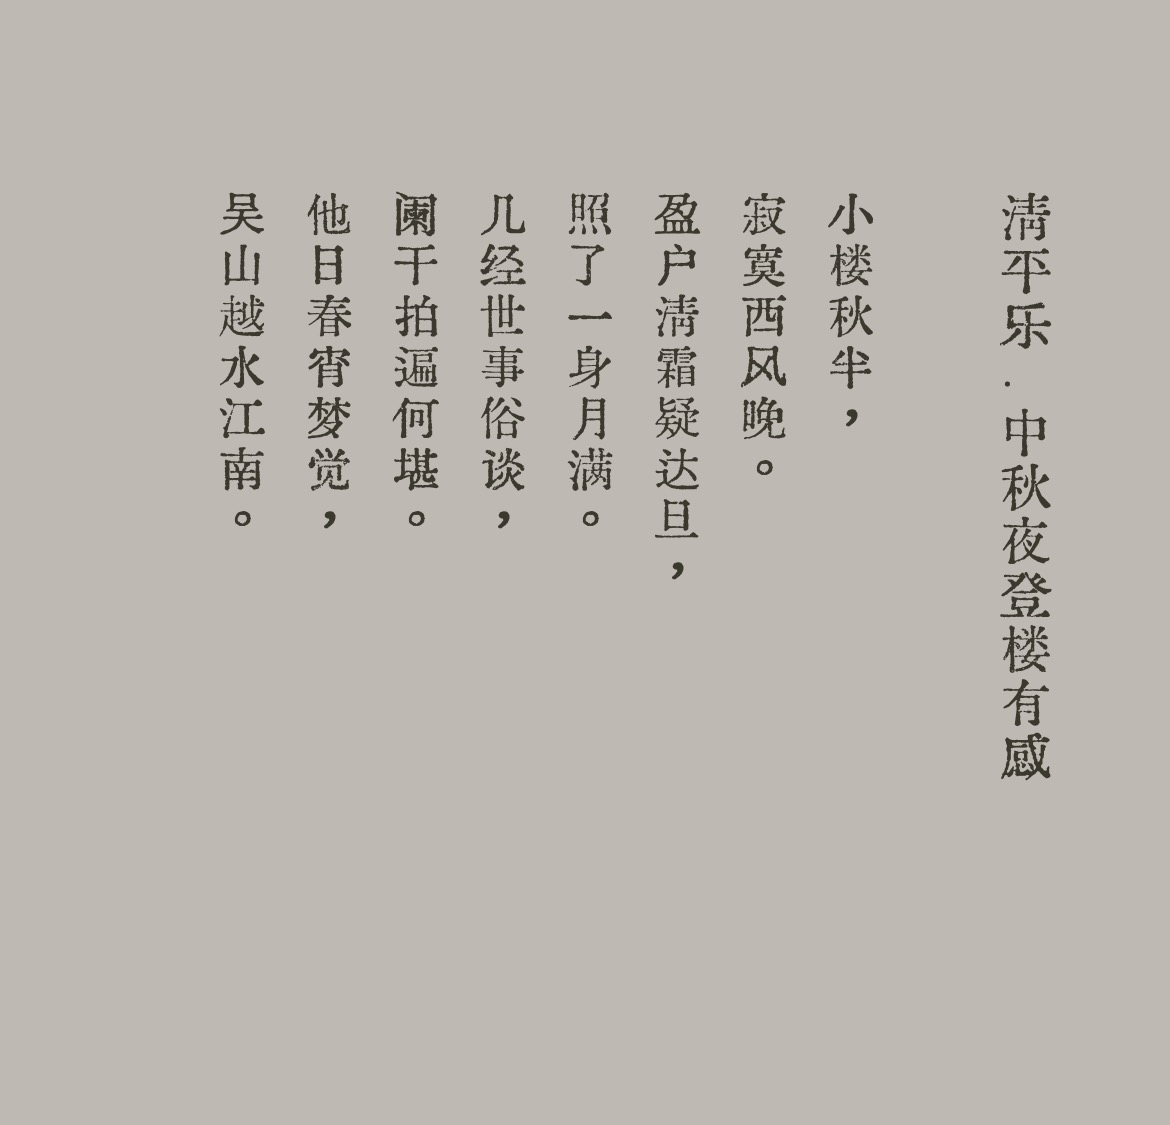 清平乐.中秋夜登楼有感
小楼秋半，
寂寞西风晚。
盈户清霜疑达旦，
照了一身月满。
几经世事俗谈，
阑干拍遍何堪。
他日春宵梦觉，
吴山越水江南。